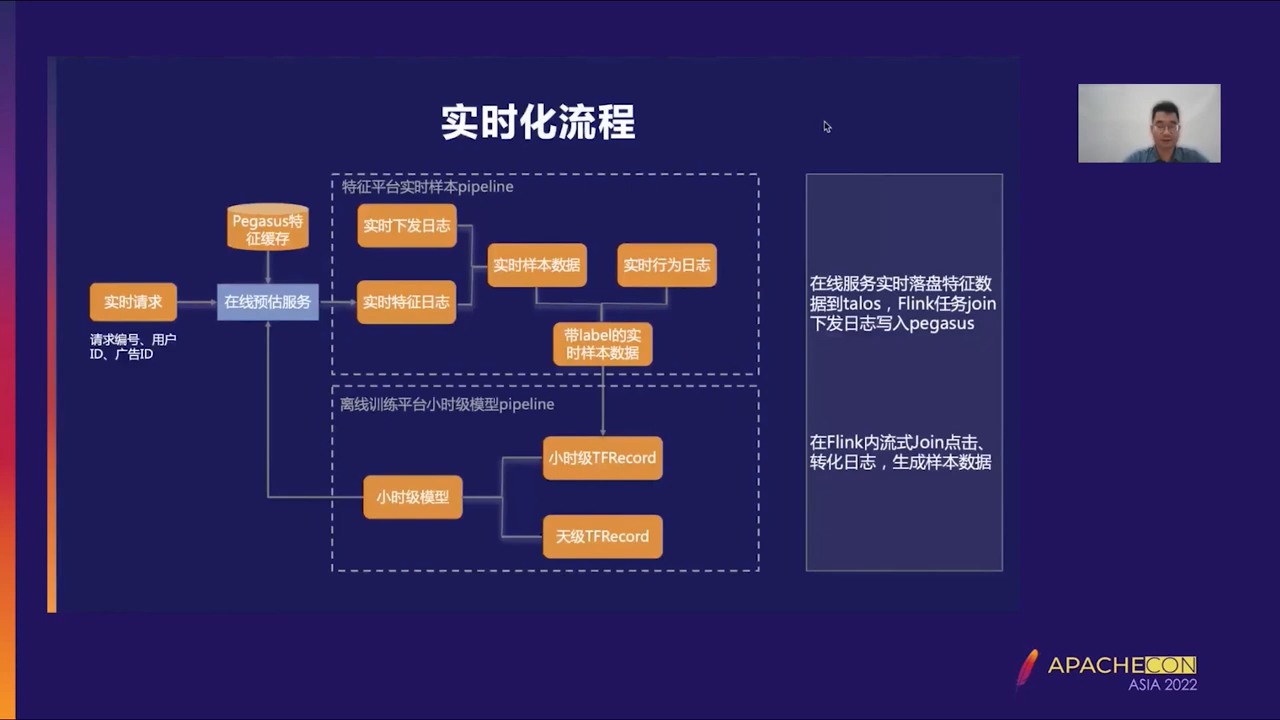 实时化流程
特征平台实时样本pipeline
Pegasus特
征缓存
实时下发日志
实时样本数据
实时行为日志
实时请求
在线预估服务
实时特征日志
请求编号、用户
ID、广告ID
带label的实
时样本数据
离线训练平台小时级模型pipeline
小时级TFRecord
小时级模型
天级TFRecord
在线服务实时落盘特征数
据到talos，Flink任务join
下发日志写入pegasus
在Flink内流式Join点击、
转化日志，生成样本数据
APACHECON
ASIA 2022